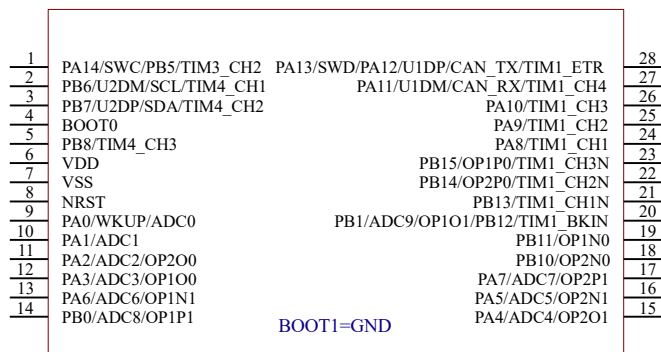 1 PA14/SWC/PB5/TIM3_CH2 PA13/SWD/PA12/U1DP/CAN_TX/TIM1_ETR 28
2 PB6/U2DM/SCL/TIM4_CH1 PA11/U1DM/CAN_RX/TIM1_CH4 27
3 PB7/U2DP/SDA/TIM4_CH2 PA10/TIM1_CH3 26
4 BOOT0 PA9/TIM1_CH2 25
5 PB8/TIM4_CH3 PA8/TIM1_CH1 24
6 VDD PB15/OP1P0/TIM1_CH3N 23
7 VSS PB14/OP2P0/TIM1_CH2N 22
8 NRST PB13/TIM1_CH1N 21
9 PA0/WKUP/ADC0 PB1/ADC9/OP1O1/PB12/TIM1_BKIN 20
10 PA1/ADC1 PB11/OP1N0 19
11 PA2/ADC2/OP2O0 PB10/OP2N0 18
12 PA3/ADC3/OP1O0 PA7/ADC7/OP2P1 17
13 PA6/ADC6/OP1N1 PA5/ADC5/OP2N1 16
14 PB0/ADC8/OP1P1 PA4/ADC4/OP2O1 15
BOOT1=GND